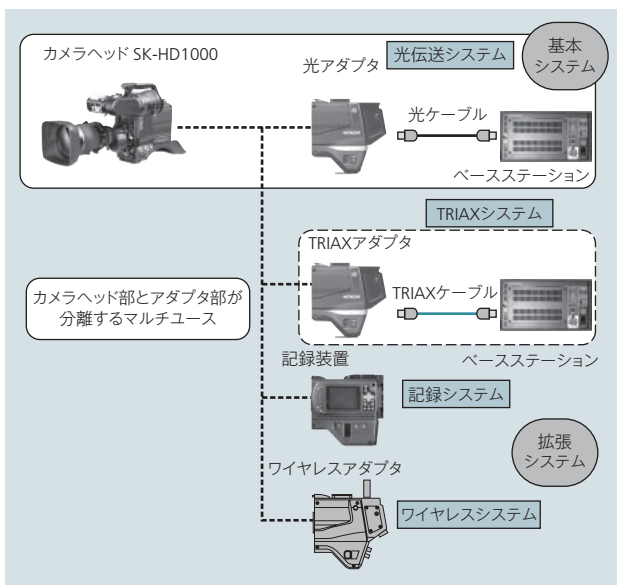 カメラヘッド SK-HD1000
光アダプタ
光伝送システム
基本
システム
光ケーブル
ベースステーション
TRIAXシステム
TRIAXアダプタ
TRIAXケーブル
ベースステーション
カメラヘッド部とアダプタ部が
分離するマルチユース
記録装置
記録システム
拡張
システム
ワイヤレスアダプタ
ワイヤレスシステム